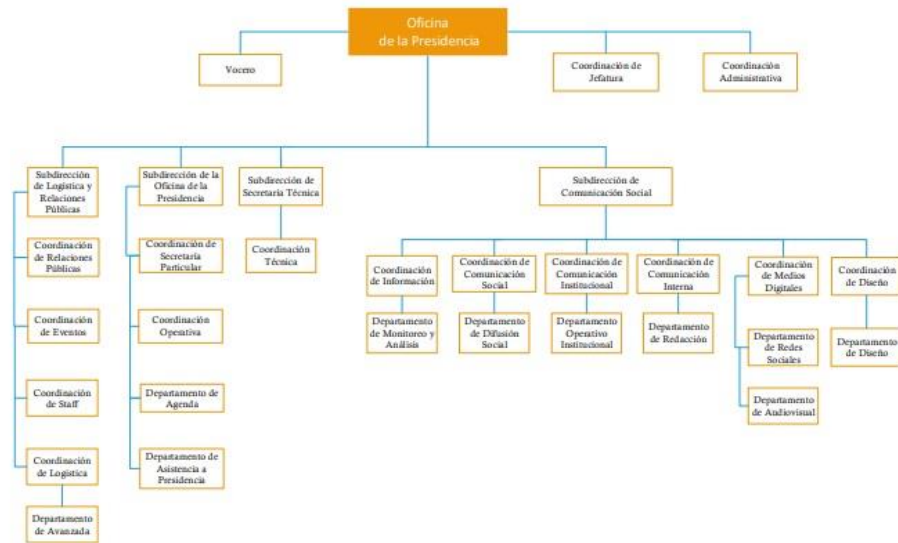 Oficina
de la Presidencia
Vocero
Coordinación de
Jefatura
Coordinación
Administrativa
Subdirección
de Logística y
Relaciones
Públicas
Subdirección de la
Oficina de la
Presidencia
Subdirección de
Secretaría Técnica
Subdirección de
Comunicación Social
Coordinación
de Relaciones
Públicas
Coordinación de
Secretaría
Particular
Coordinación
Técnica
Coordinación
de Información
Coordinación de
Comunicación
Social
Coordinación de
Comunicación
Institucional
Coordinación de
Comunicación
Interna
Coordinación
de Medios
Digitales
Coordinación
de Diseño
Coordinación
de Eventos
Coordinación
Operativa
Departamento
de Monitoreo y
Análisis
Departamento
de Difusión
Social
Departamento
Operativo
Institucional
Departamento
de Redacción
Departamento
de Redes
Sociales
Departamento
de Diseño
Coordinación
de Staff
Departamento de
Agenda
Departamento
de Audiovisual
Coordinación
de Logística
Departamento de
Asistencia a
Presidencia
Departamento
de Avanzada